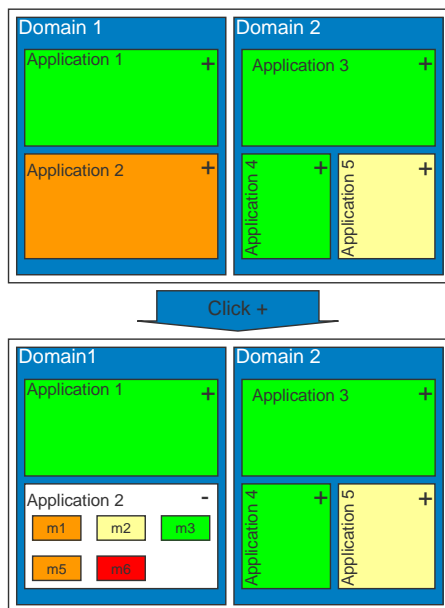 Domain 1
Domain 2
Application 1 +
Application 3 +
Application 2 +
Application 4 +
Application 5 +
Click +
Domain1
Domain 2
Application 1 +
Application 3 +
Application 2 -
m1 m2 m3
m5 m6
Application 4 +
Application 5 +